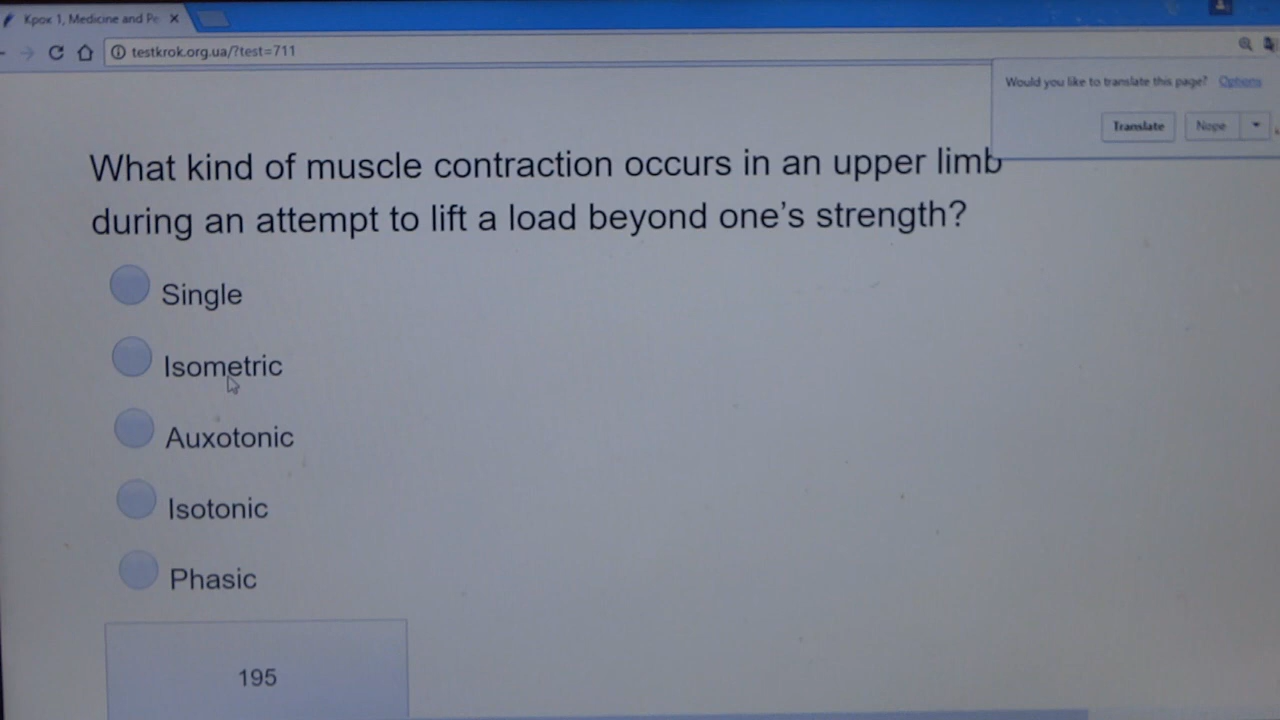 Крок 1, Medicine and Pe
testkrok.org.ua/?test=711
Would you like to translate this page? Options
Translate Nope
What kind of muscle contraction occurs in an upper limb
during an attempt to lift a load beyond one's strength?
Single
Isometric
Auxotonic
Isotonic
Phasic
195